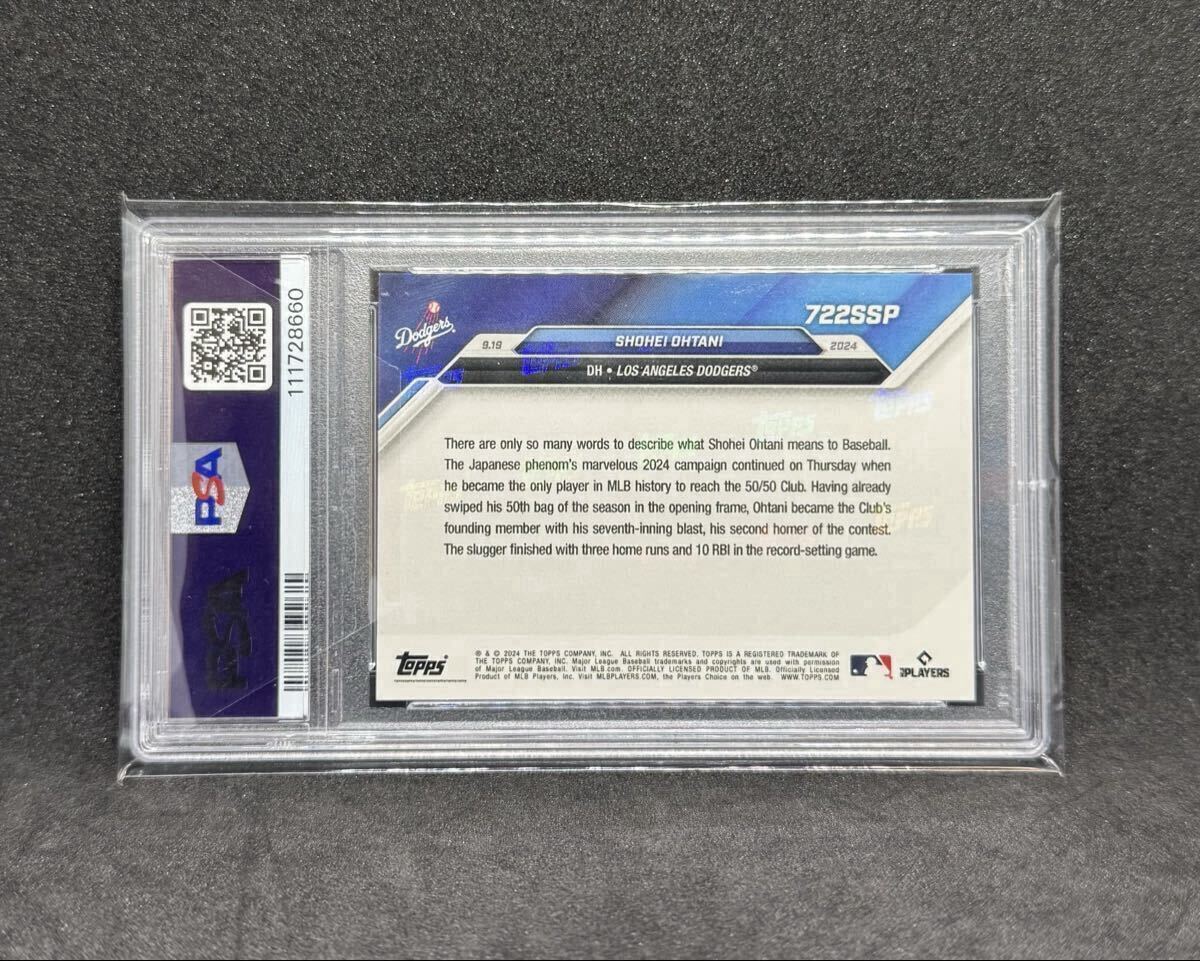 111728660
PSA
PSA
Dodgers
722SSP
9.19
SHOHEI OHTANI
2024
DH • LOS ANGELES DODGERS®
There are only so many words to describe what Shohei Ohtani means to Baseball.
The Japanese phenom's marvelous 2024 campaign continued on Thursday when
he became the only player in MLB history to reach the 50/50 Club. Having already
swiped his 50th bag of the season in the opening frame, Ohtani became the Club's
founding member with his seventh-inning blast, his second homer of the contest.
The slugger finished with three home runs and 10 RBI in the record-setting game.
topps
® & © 2024 THE TOPPS COMPANY, INC. ALL RIGHTS RESERVED. TOPPS IS A REGISTERED TRADEMARK OF
THE TOPPS COMPANY, INC. Major League Baseball trademarks and copyrights are used with permission
of Major League Baseball. Visit MLB.com. OFFICIALLY LICENSED PRODUCT OF MLB. Officially Licensed
Product of MLB Players, Inc. Visit MLBPLAYERS.COM, the Players Choice on the web. WWW.TOPPS.COM
PLAYERS